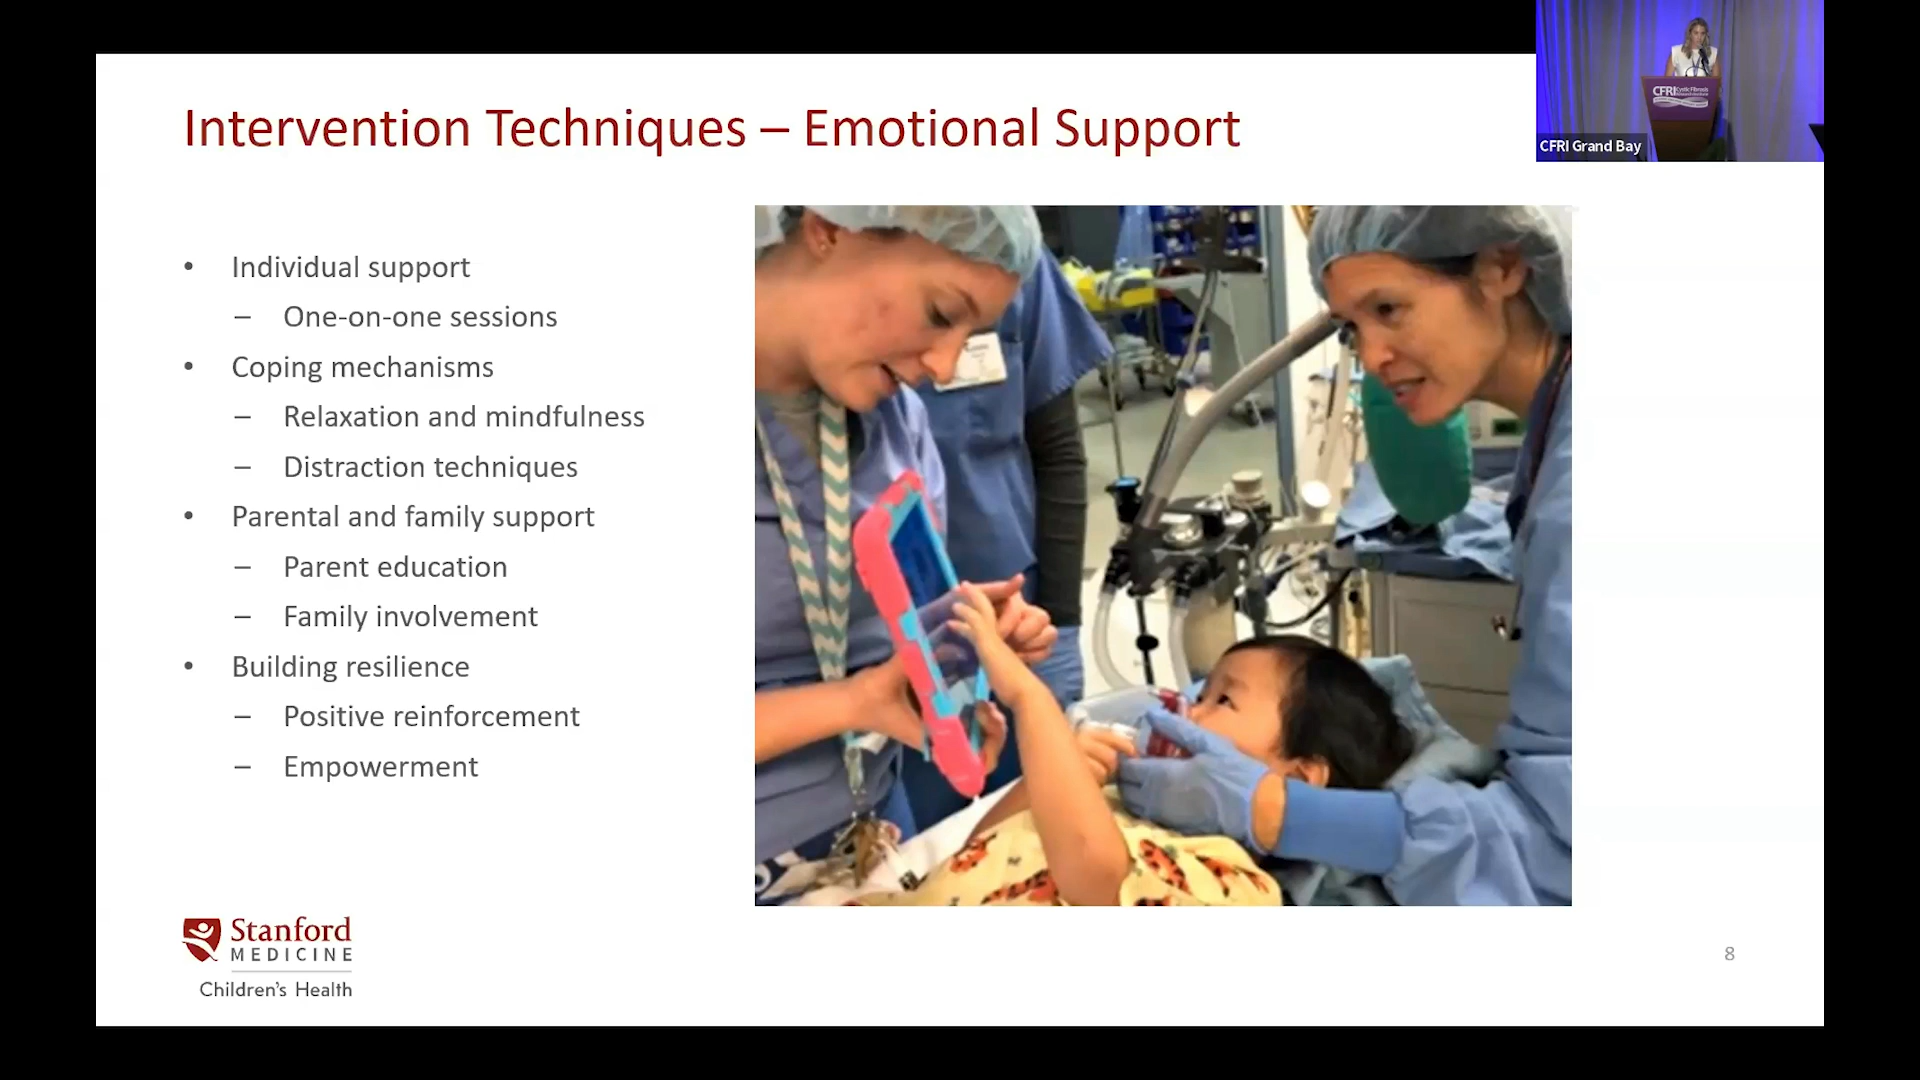 Intervention Techniques – Emotional Support
CFRI Grand Bay
CFRI Cystic Fibrosis
• Individual support
– One-on-one sessions
• Coping mechanisms
– Relaxation and mindfulness
– Distraction techniques
• Parental and family support
– Parent education
– Family involvement
• Building resilience
– Positive reinforcement
– Empowerment
Stanford
MEDICINE
Children's Health
8